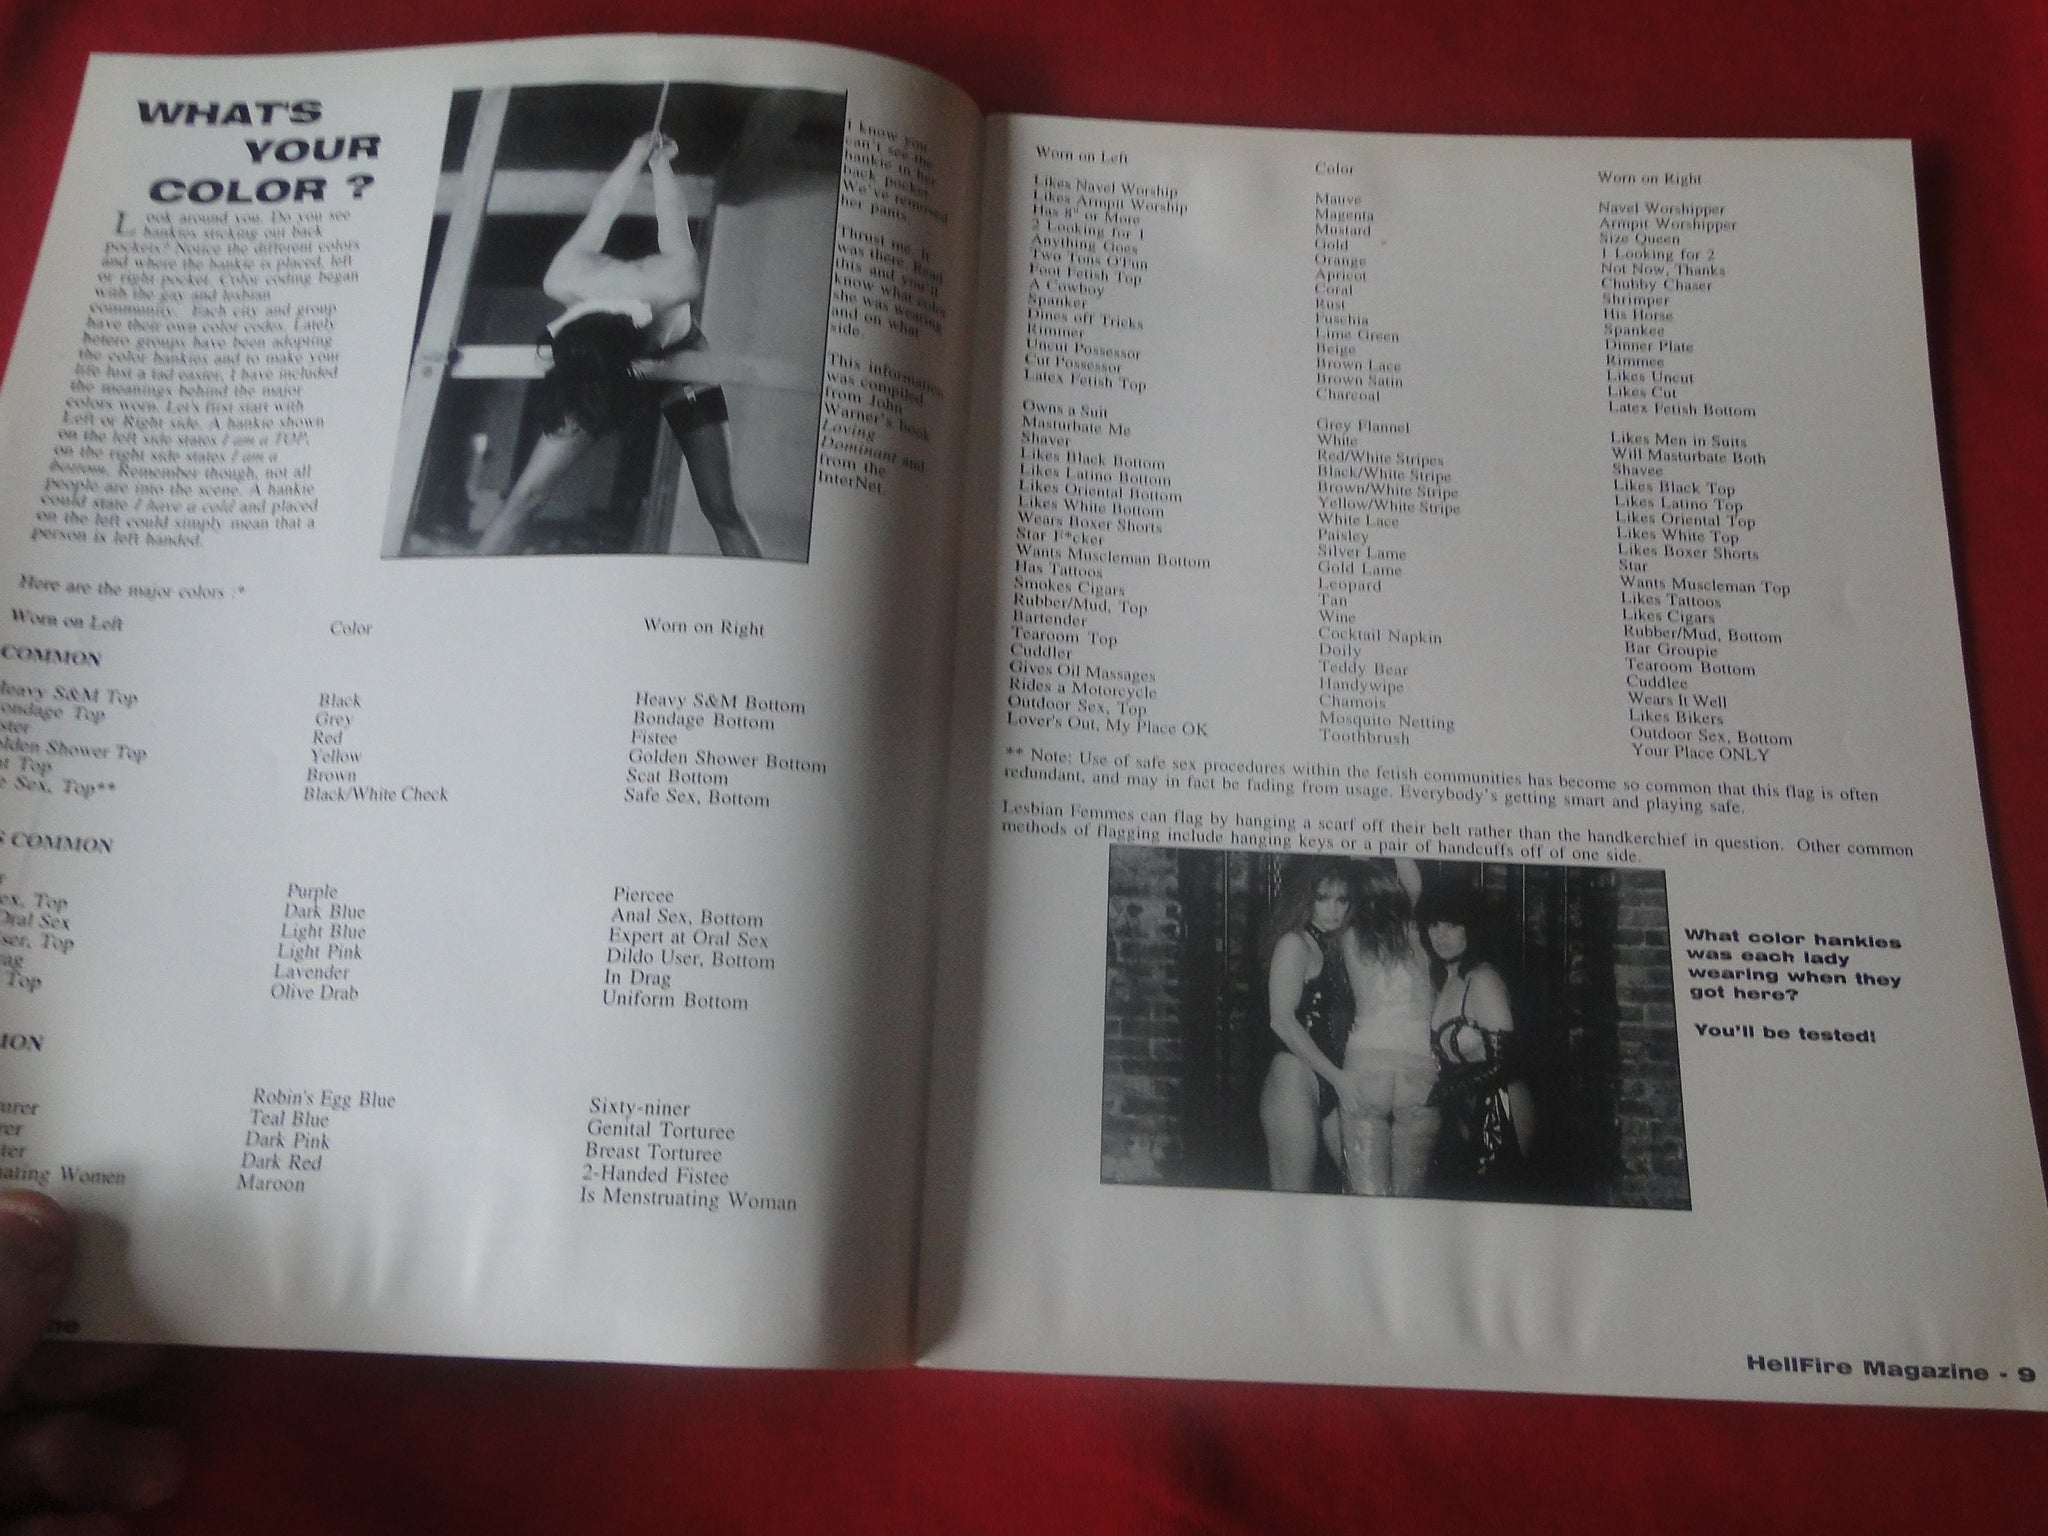 WHAT'S
YOUR
COLOR ?
Look around you. Do you see
hankies sticking out back
pockets? Notice the different colors
and where the hankie is placed, left
or right pocket. Color coding began
with the gay and lesbian
community. Each city and group
have their own color codes. Lately
hetero groups have been adopting
the color hankies and to make your
life lust a tad easier, I have included
the meanings behind the major
colors worn. Let's first start with
Left or Right side. A hankie shown
on the left side states I am a TOP,
on the right side states I am a
bottom. Remember though, not all
people are into the scene. A hankie
could state I have a cold and placed
on the left could simply mean that a
person is left handed.
I know you
can't see the
hankie in her
back pocket.
We've removed
her pants.
Thrust me, it
was there. Read
this and you'll
know what color
she was wearing
and on what
side.
This information
was compiled
from John
Warner's book
Loving
Dominant and
from the
InterNet.
Here are the major colors :*
Worn on Left Color Worn on Right
COMMON
Heavy S&M Top Black Heavy S&M Bottom
Bondage Top Grey Bondage Bottom
ster Red Fistee
olden Shower Top Yellow Golden Shower Bottom
at Top Brown Scat Bottom
e Sex, Top** Black/White Check Safe Sex, Bottom
S COMMON
r Purple Piercee
ex, Top Dark Blue Anal Sex, Bottom
Oral Sex Light Blue Expert at Oral Sex
ser, Top Light Pink Dildo User, Bottom
rag Lavender In Drag
Top Olive Drab Uniform Bottom
MON
Robin's Egg Blue Sixty-niner
urer Teal Blue Genital Torturee
rer Dark Pink Breast Torturee
ter Dark Red 2-Handed Fistee
uating Women Maroon Is Menstruating Woman
ne
Worn on Left Color Worn on Right
Likes Navel Worship Mauve Navel Worshipper
Likes Armpit Worship Magenta Armpit Worshipper
Has 8" or More Mustard Size Queen
2 Looking for 1 Gold 1 Looking for 2
Anything Goes Orange Not Now, Thanks
Two Tons O'Fun Apricot Chubby Chaser
Foot Fetish Top Coral Shrimper
A Cowboy Rust His Horse
Spanker Fuschia Spankee
Dines off Tricks Lime Green Dinner Plate
Rimmer Beige Rimmee
Uncut Possessor Brown Lace Likes Uncut
Cut Possessor Brown Satin Likes Cut
Latex Fetish Top Charcoal Latex Fetish Bottom
Owns a Suit Grey Flannel Likes Men in Suits
Masturbate Me White Will Masturbate Both
Shaver Red/White Stripes Shavee
Likes Black Bottom Black/White Stripe Likes Black Top
Likes Latino Bottom Brown/White Stripe Likes Latino Top
Likes Oriental Bottom Yellow/White Stripe Likes Oriental Top
Likes White Bottom White Lace Likes White Top
Wears Boxer Shorts Paisley Likes Boxer Shorts
Star F*cker Silver Lame Star
Wants Muscleman Bottom Gold Lame Wants Muscleman Top
Has Tattoos Leopard Likes Tattoos
Smokes Cigars Tan Likes Cigars
Rubber/Mud, Top Wine Rubber/Mud, Bottom
Bartender Cocktail Napkin Bar Groupie
Tearoom Top Doily Tearoom Bottom
Cuddler Teddy Bear Cuddlee
Gives Oil Massages Handywipe Wears It Well
Rides a Motorcycle Chamois Likes Bikers
Outdoor Sex, Top Mosquito Netting Outdoor Sex, Bottom
Lover's Out, My Place OK Toothbrush Your Place ONLY
** Note: Use of safe sex procedures within the fetish communities has become so common that this flag is often
redundant, and may in fact be fading from usage. Everybody's getting smart and playing safe.
Lesbian Femmes can flag by hanging a scarf off their belt rather than the handkerchief in question. Other common
methods of flagging include hanging keys or a pair of handcuffs off of one side.
What color hankies
was each lady
wearing when they
got here?
You'll be tested!
HellFire Magazine - 9